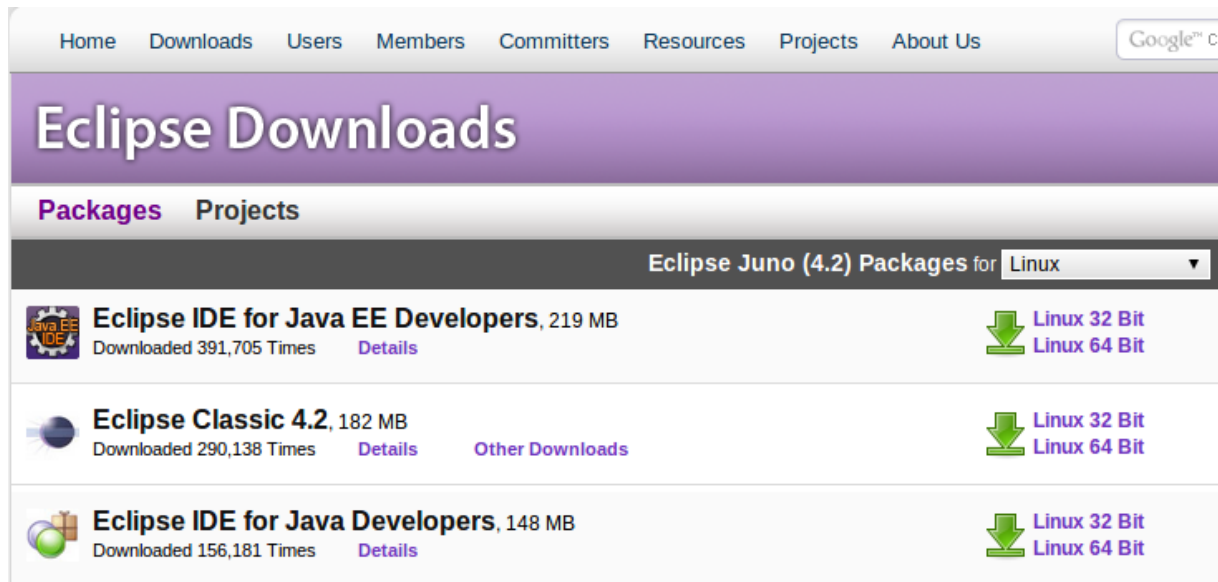 Home Downloads Users Members Committers Resources Projects About Us Google™ C
Eclipse Downloads
Packages Projects
Eclipse Juno (4.2) Packages for Linux
Java EE
IDE
Eclipse IDE for Java EE Developers, 219 MB
Downloaded 391,705 Times Details
Linux 32 Bit
Linux 64 Bit
Eclipse Classic 4.2, 182 MB
Downloaded 290,138 Times Details Other Downloads
Linux 32 Bit
Linux 64 Bit
Eclipse IDE for Java Developers, 148 MB
Downloaded 156,181 Times Details
Linux 32 Bit
Linux 64 Bit